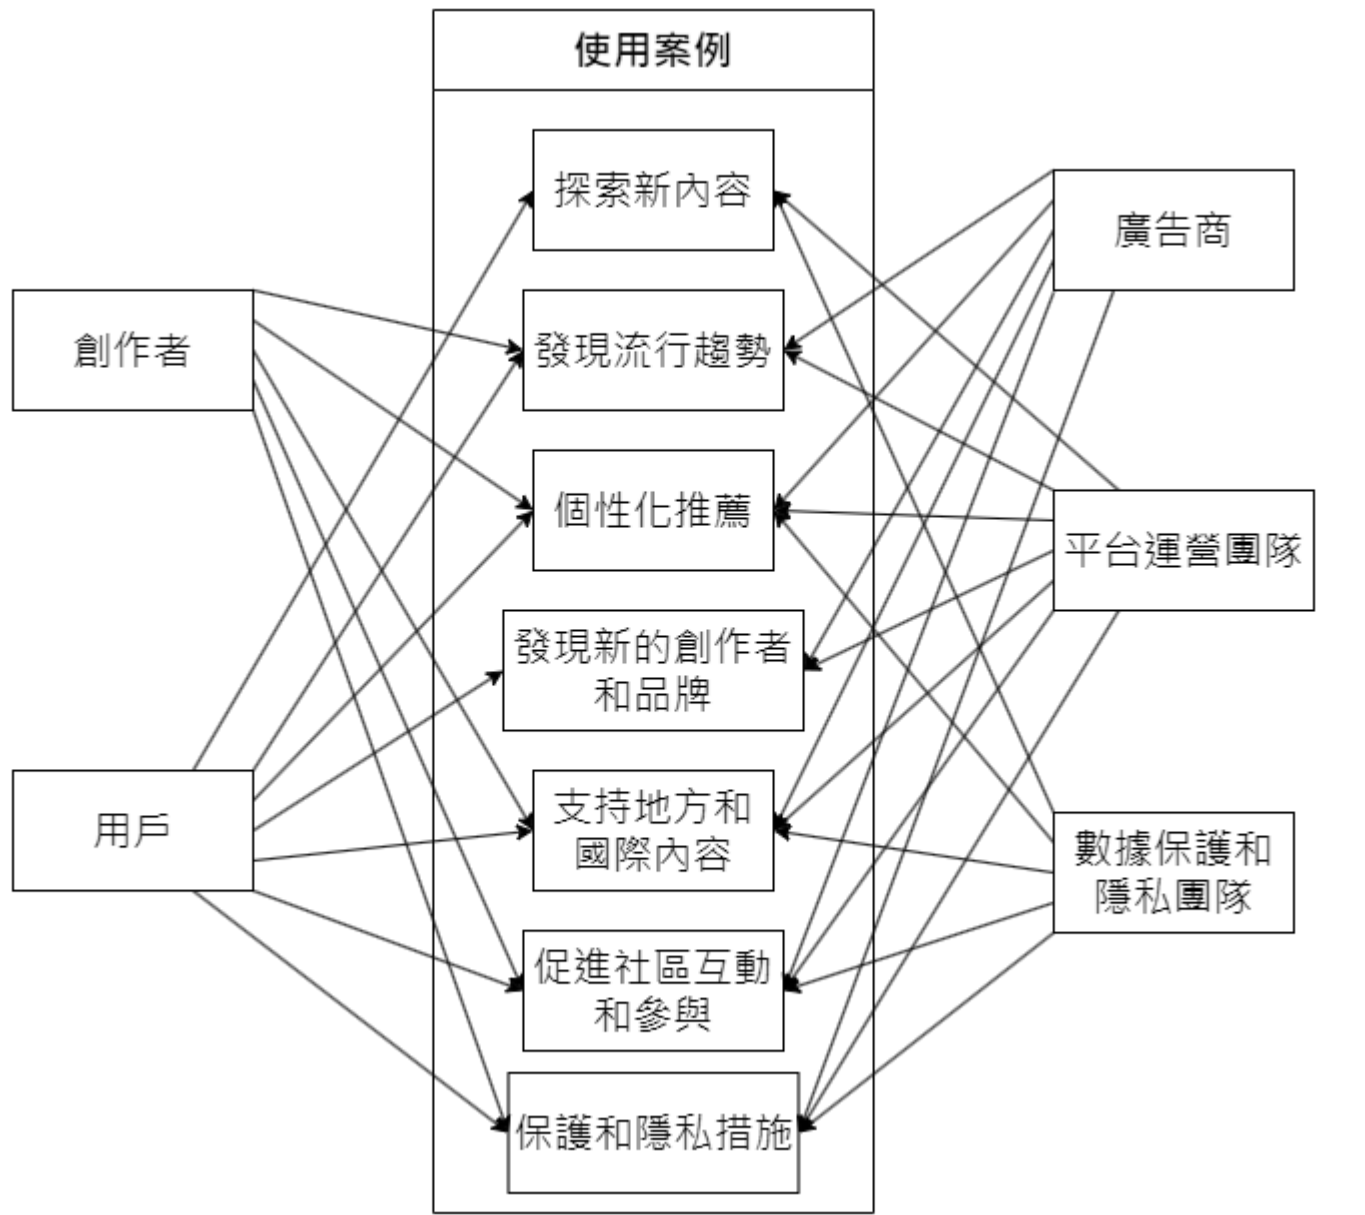 使用案例
探索新內容
發現流行趨勢
個性化推薦
發現新的創作者
和品牌
支持地方和
國際內容
促進社區互動
和參與
保護和隱私措施
創作者
用戶
廣告商
平台運營團隊
數據保護和
隱私團隊